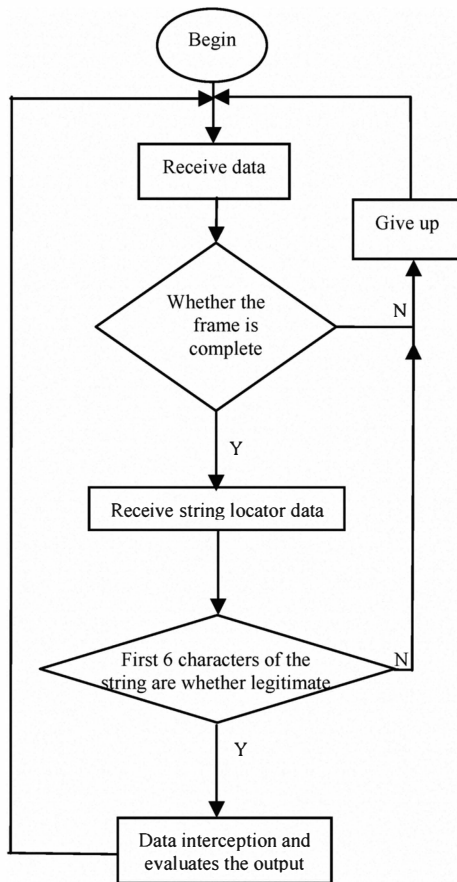 Begin
Receive data
Give up
Whether the
frame is
complete
N
Y
Receive string locator data
First 6 characters of the
string are whether legitimate
N
Y
Data interception and
evaluates the output